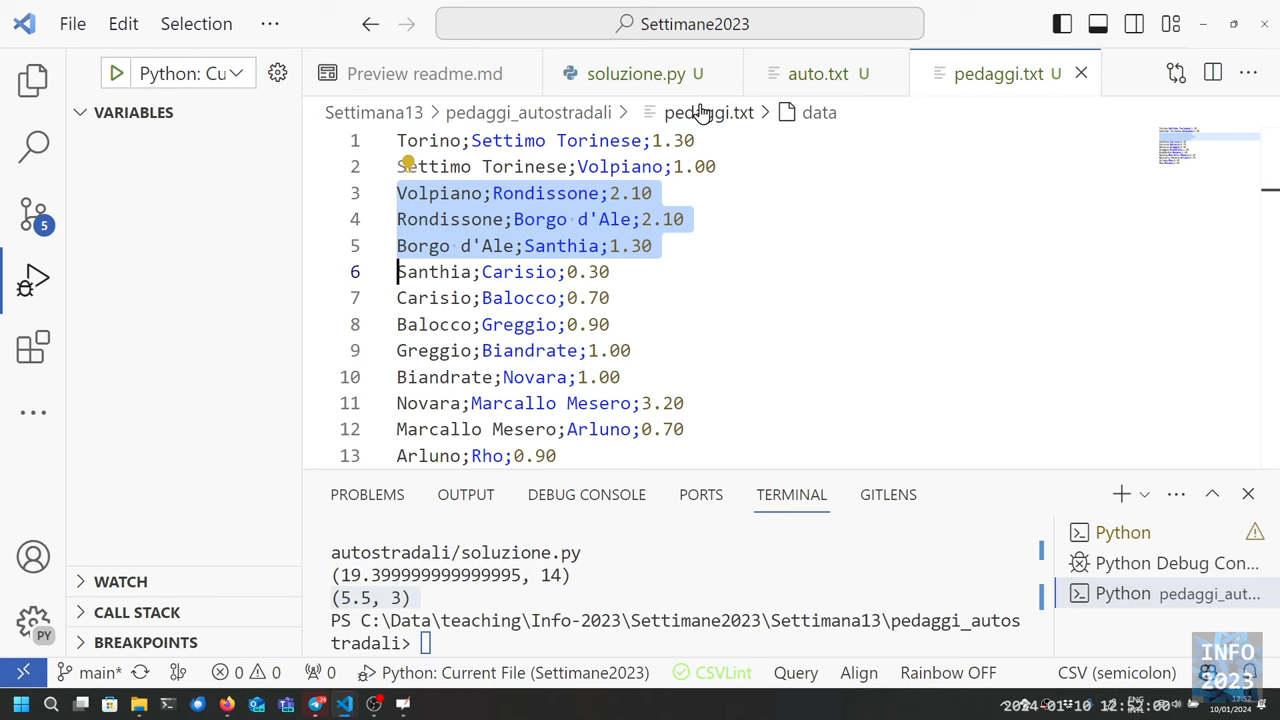 File Edit Selection ··· Settimane2023
Python: Cu
Preview readme.md soluzione.py U auto.txt U pedaggi.txt U
VARIABLES
Settimana13 > pedaggi_autostradali > pedaggi.txt > data
1 Torino;Settimo Torinese;1.30
2 Settimo Torinese;Volpiano;1.00
3 Volpiano;Rondissone;2.10
4 Rondissone;Borgo d'Ale;2.10
5 Borgo d'Ale;Santhia;1.30
6 Santhia;Carisio;0.30
7 Carisio;Balocco;0.70
8 Balocco;Greggio;0.90
9 Greggio;Biandrate;1.00
10 Biandrate;Novara;1.00
11 Novara;Marcallo Mesero;3.20
12 Marcallo Mesero;Arluno;0.70
13 Arluno;Rho;0.90
5
PROBLEMS OUTPUT DEBUG CONSOLE PORTS TERMINAL GITLENS
autostradali/soluzione.py
(19.399999999999995, 14)
(5.5, 3)
PS C:\Data\teaching\Info-2023\Settimane2023\Settimana13\pedaggi_autos
tradali>
Python
Python Debug Con...
Python pedaggi_aut...
WATCH
CALL STACK
BREAKPOINTS
PY
main* 0 0 0 Python: Current File (Settimane2023) CSVLint Query Align Rainbow OFF CSV (semicolon)
INFO
2023
ENG
12:52
10/01/2024